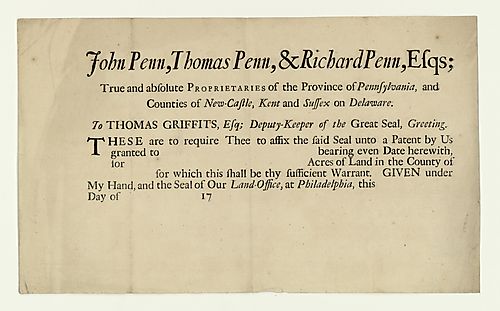 John Penn, Thomas Penn, & Richard Penn, Eſqs;
True and abſolute PROPRIETARIES of the Province of Pennſylvania, and
Counties of New-Caſtle, Kent and Suſſex on Delaware.
To THOMAS GRIFFITS, Eſq; Deputy-Keeper of the Great Seal, Greeting.
THESE are to require Thee to affix the ſaid Seal unto a Patent by Us
granted to bearing even Date herewith,
for Acres of Land in the County of
for which this ſhall be thy ſufficient Warrant. GIVEN under
My Hand, and the Seal of Our Land-Office, at Philadelphia, this
Day of 17